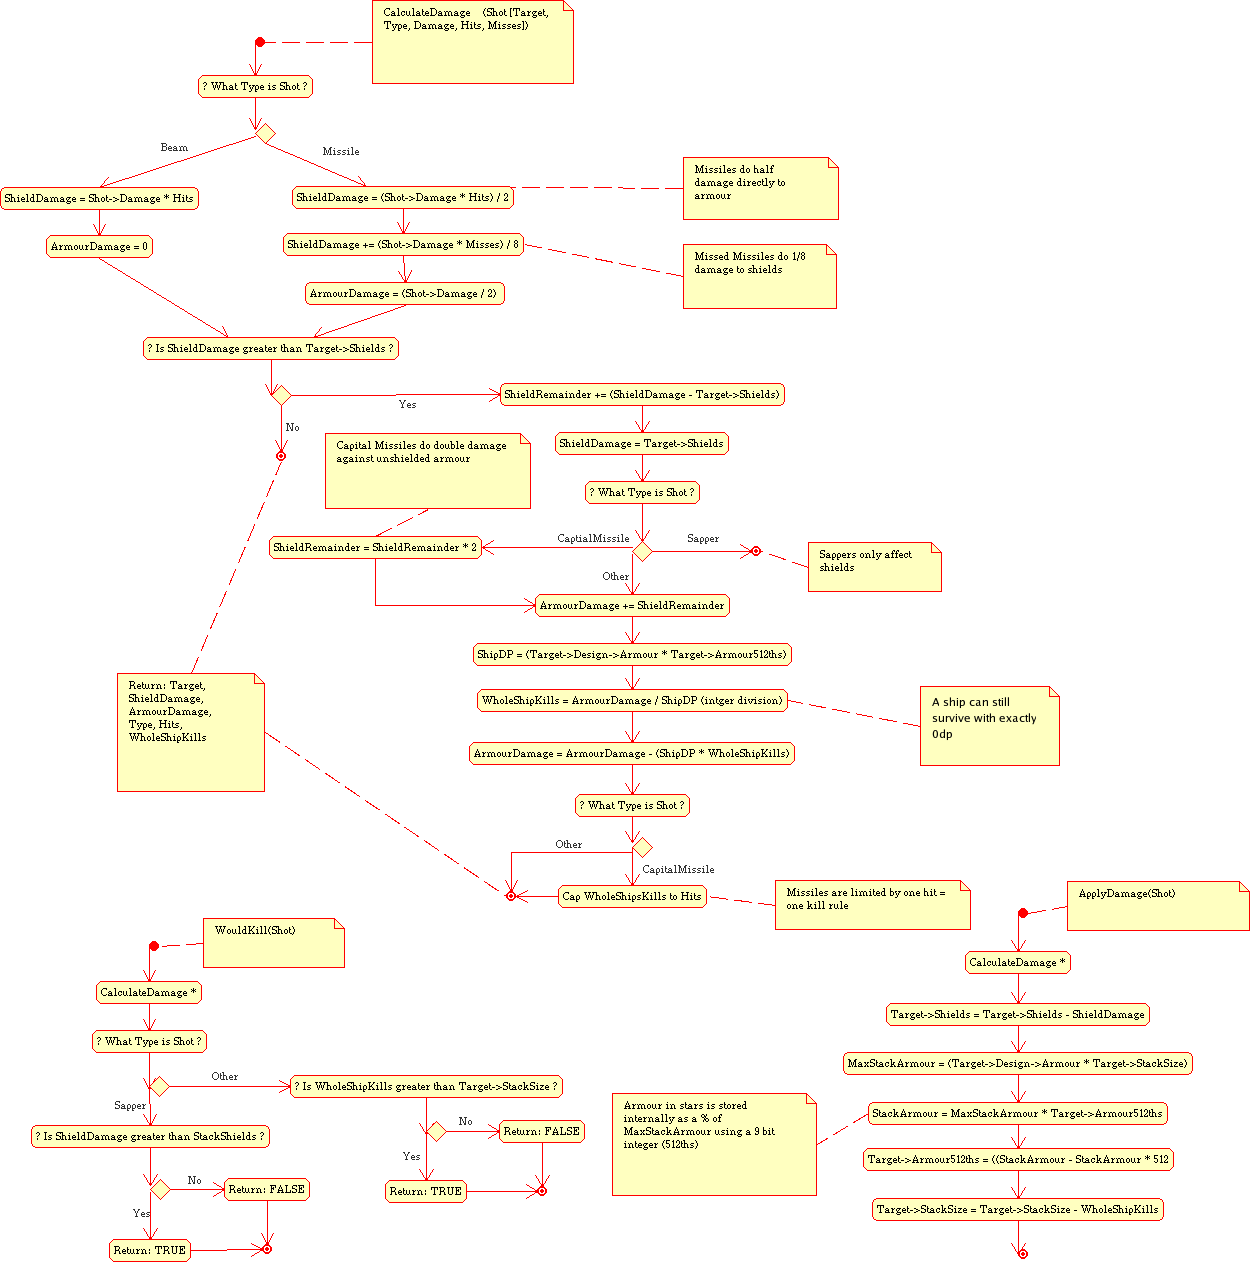 CalculateDamage (Shot [Target,
Type, Damage, Hits, Misses])
? What Type is Shot ?
Beam
Missile
Missiles do half
damage directly to
armour
ShieldDamage = Shot->Damage * Hits
ShieldDamage = (Shot->Damage * Hits) / 2
ArmourDamage = 0
ShieldDamage += (Shot->Damage * Misses) / 8
Missed Missiles do 1/8
damage to shields
ArmourDamage = (Shot->Damage / 2)
? Is ShieldDamage greater than Target->Shields ?
Yes
No
ShieldRemainder += (ShieldDamage - Target->Shields)
ShieldDamage = Target->Shields
Capital Missiles do double damage
against unshielded armour
? What Type is Shot ?
CaptialMissile
Sapper
Other
ShieldRemainder = ShieldRemainder * 2
Sappers only affect
shields
ArmourDamage += ShieldRemainder
ShipDP = (Target->Design->Armour * Target->Armour512ths)
Return: Target,
ShieldDamage,
ArmourDamage,
Type, Hits,
WholeShipKills
WholeShipKills = ArmourDamage / ShipDP (intger division)
A ship can still
survive with exactly
0dp
ArmourDamage = ArmourDamage - (ShipDP * WholeShipKills)
? What Type is Shot ?
Other
CapitalMissile
Cap WholeShipsKills to Hits
Missiles are limited by one hit =
one kill rule
WouldKill(Shot)
CalculateDamage *
? What Type is Shot ?
Other
Sapper
? Is WholeShipKills greater than Target->StackSize ?
No
Return: FALSE
Yes
Return: TRUE
? Is ShieldDamage greater than StackShields ?
No
Return: FALSE
Yes
Return: TRUE
ApplyDamage(Shot)
CalculateDamage *
Target->Shields = Target->Shields - ShieldDamage
MaxStackArmour = (Target->Design->Armour * Target->StackSize)
Armour in stars is stored
internally as a % of
MaxStackArmour using a 9 bit
integer (512ths)
StackArmour = MaxStackArmour * Target->Armour512ths
Target->Armour512ths = ((StackArmour - StackArmour * 512
Target->StackSize = Target->StackSize - WholeShipKills